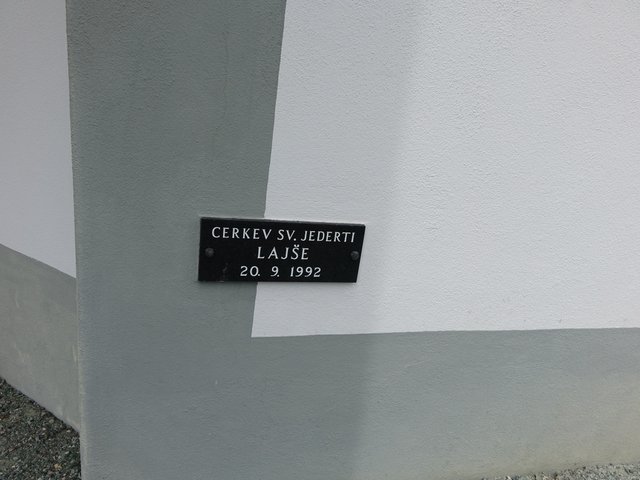 CERKEV SV. JEDERTI
LAJŠE
20. 9. 1992